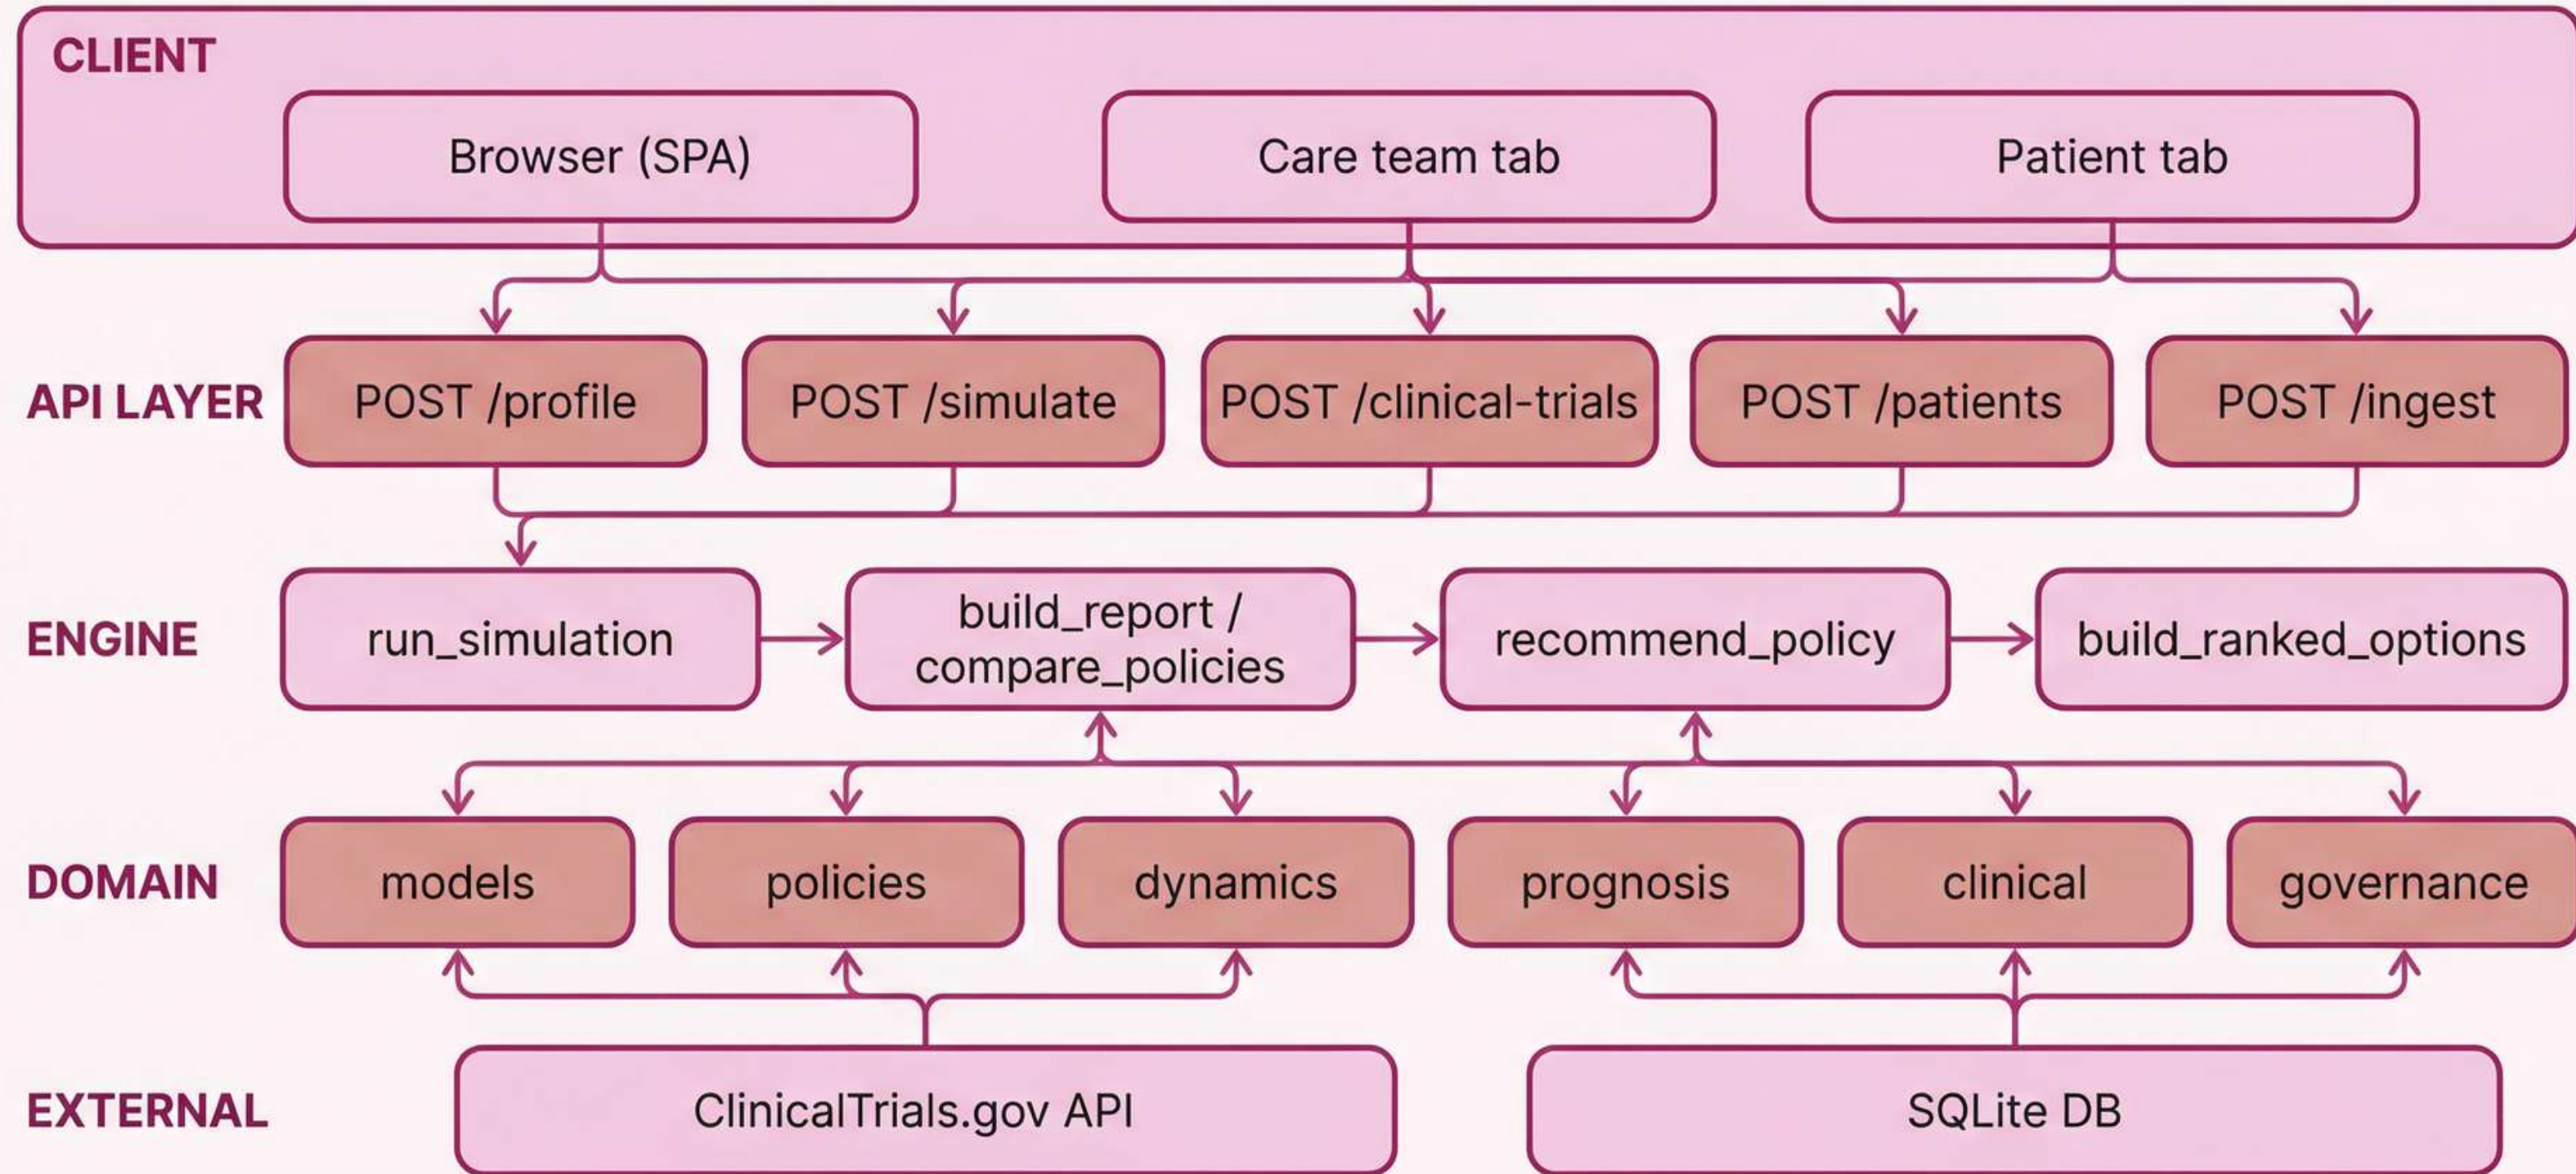 CLIENT
Browser (SPA)
Care team tab
Patient tab
API LAYER
POST /profile
POST /simulate
POST /clinical-trials
POST /patients
POST /ingest
ENGINE
run_simulation
build_report /
compare_policies
recommend_policy
build_ranked_options
DOMAIN
models
policies
dynamics
prognosis
clinical
governance
EXTERNAL
ClinicalTrials.gov API
SQLite DB